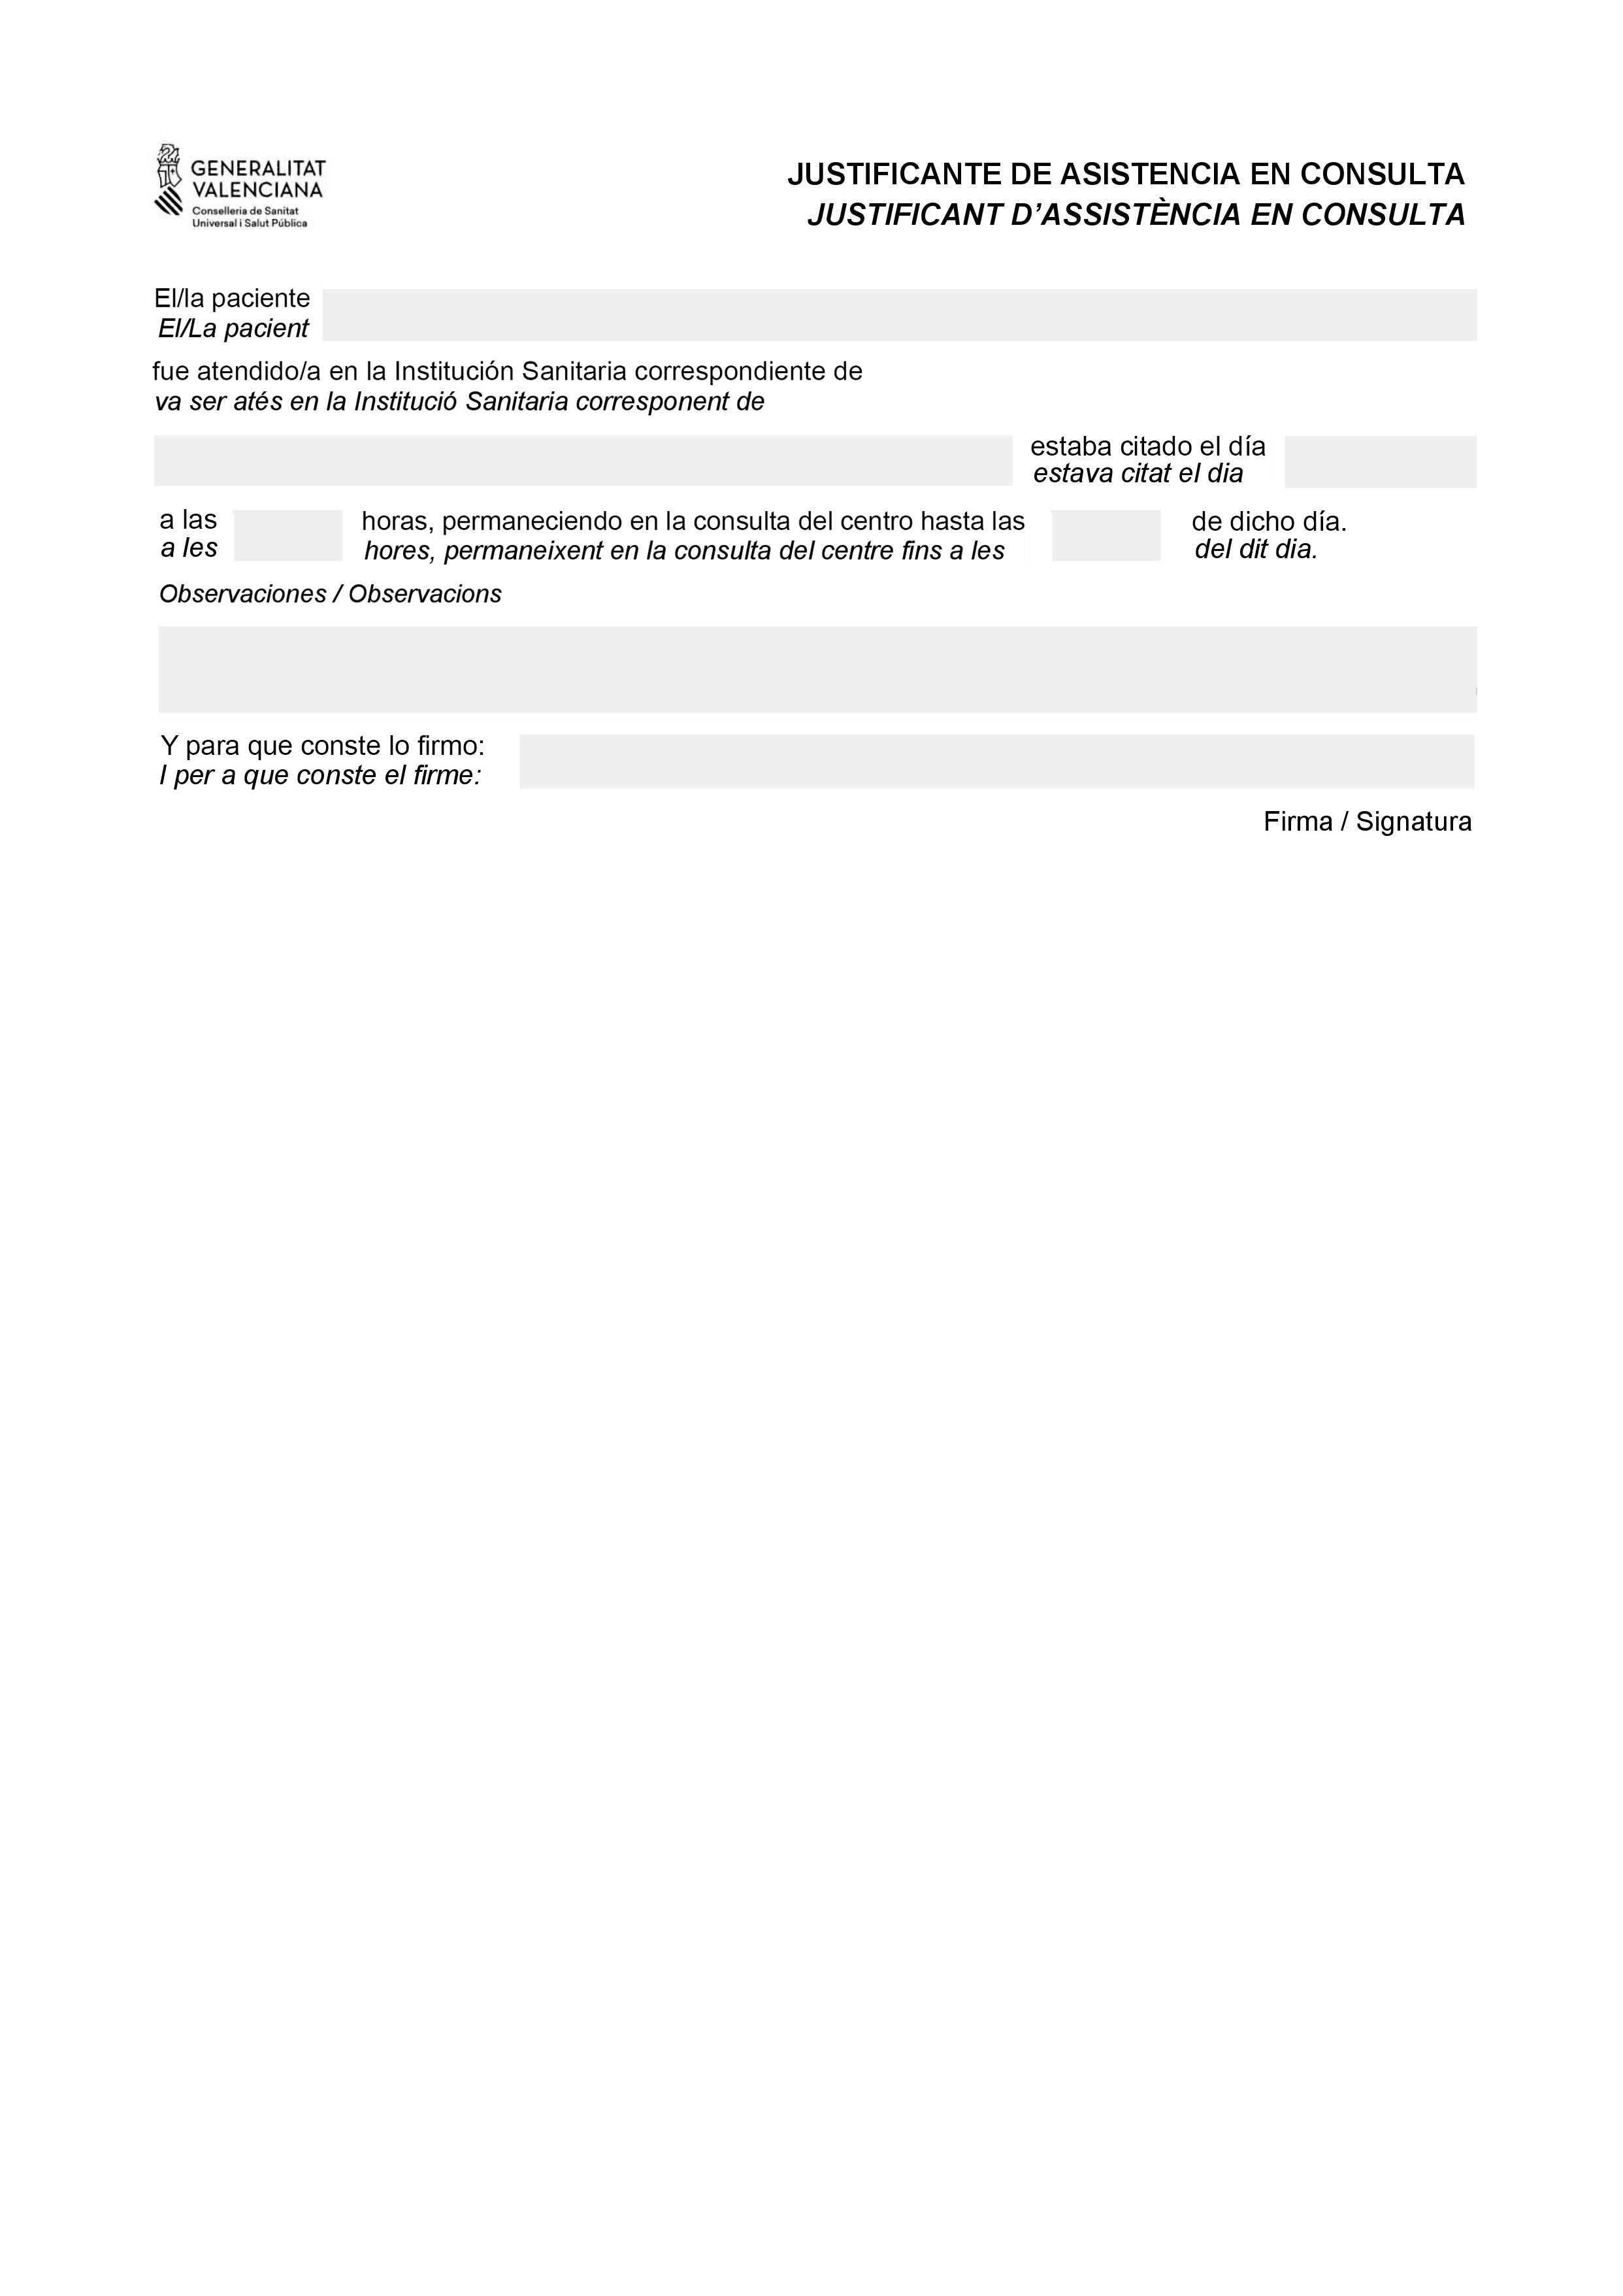 GENERALITAT
VALENCIANA
Conselleria de Sanitat
Universal i Salut Pública
JUSTIFICANTE DE ASISTENCIA EN CONSULTA
JUSTIFICANT D’ASSISTÈNCIA EN CONSULTA
El/la paciente
El/La pacient
fue atendido/a en la Institución Sanitaria correspondiente de
va ser atés en la Institució Sanitaria corresponent de
estaba citado el día
estava citat el dia
a las horas, permaneciendo en la consulta del centro hasta las de dicho día.
a les hores, permaneixent en la consulta del centre fins a les del dit dia.
Observaciones / Observacions
Y para que conste lo firmo:
I per a que conste el firme:
Firma / Signatura